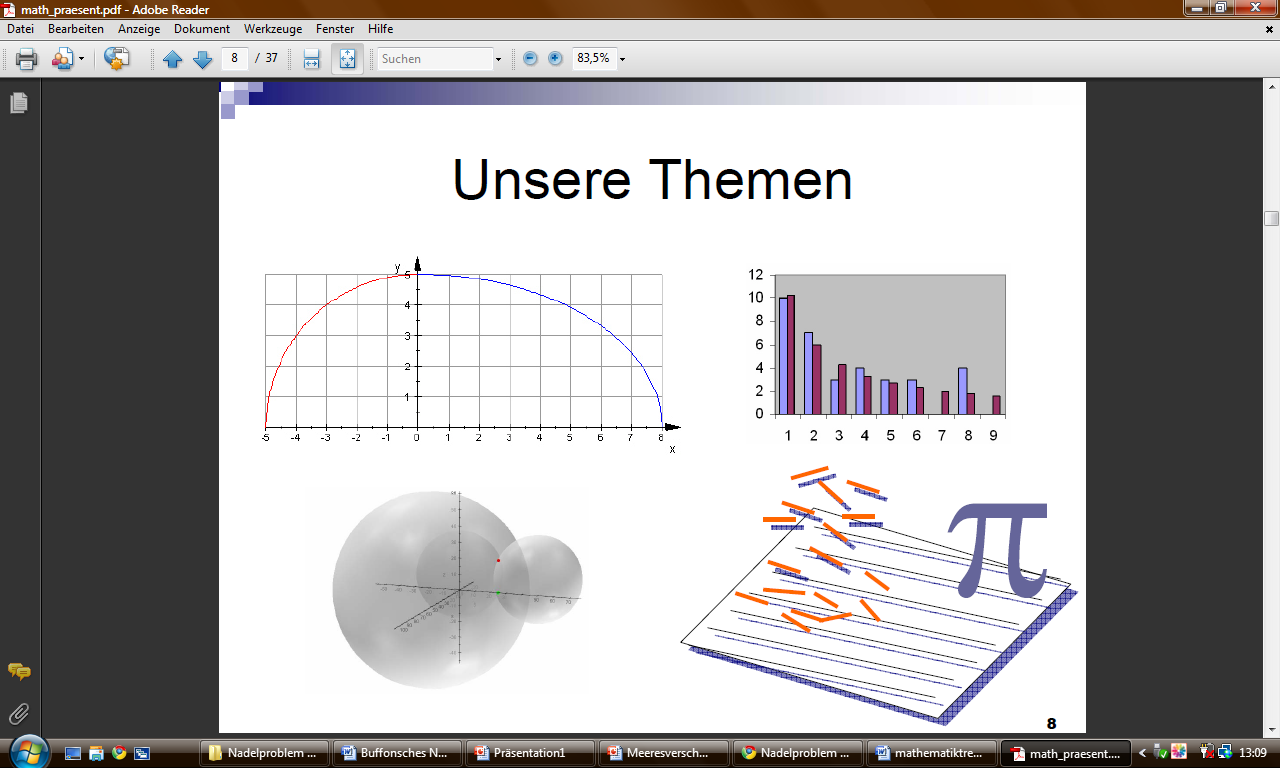 math_praesent.pdf - Adobe Reader
Datei Bearbeiten Anzeige Dokument Werkzeuge Fenster Hilfe
8 / 37 Suchen 83,5%
Unsere Themen
y
5
4
3
2
1
-5 -4 -3 -2 -1 0 1 2 3 4 5 6 7 8
x
12
10
8
6
4
2
0
1 2 3 4 5 6 7 8 9
π
8
Nadelproblem ... Buffonsches N... Präsentation1 Meeresversch... Nadelproblem ... mathematiktre... math_praesent.... 13:09